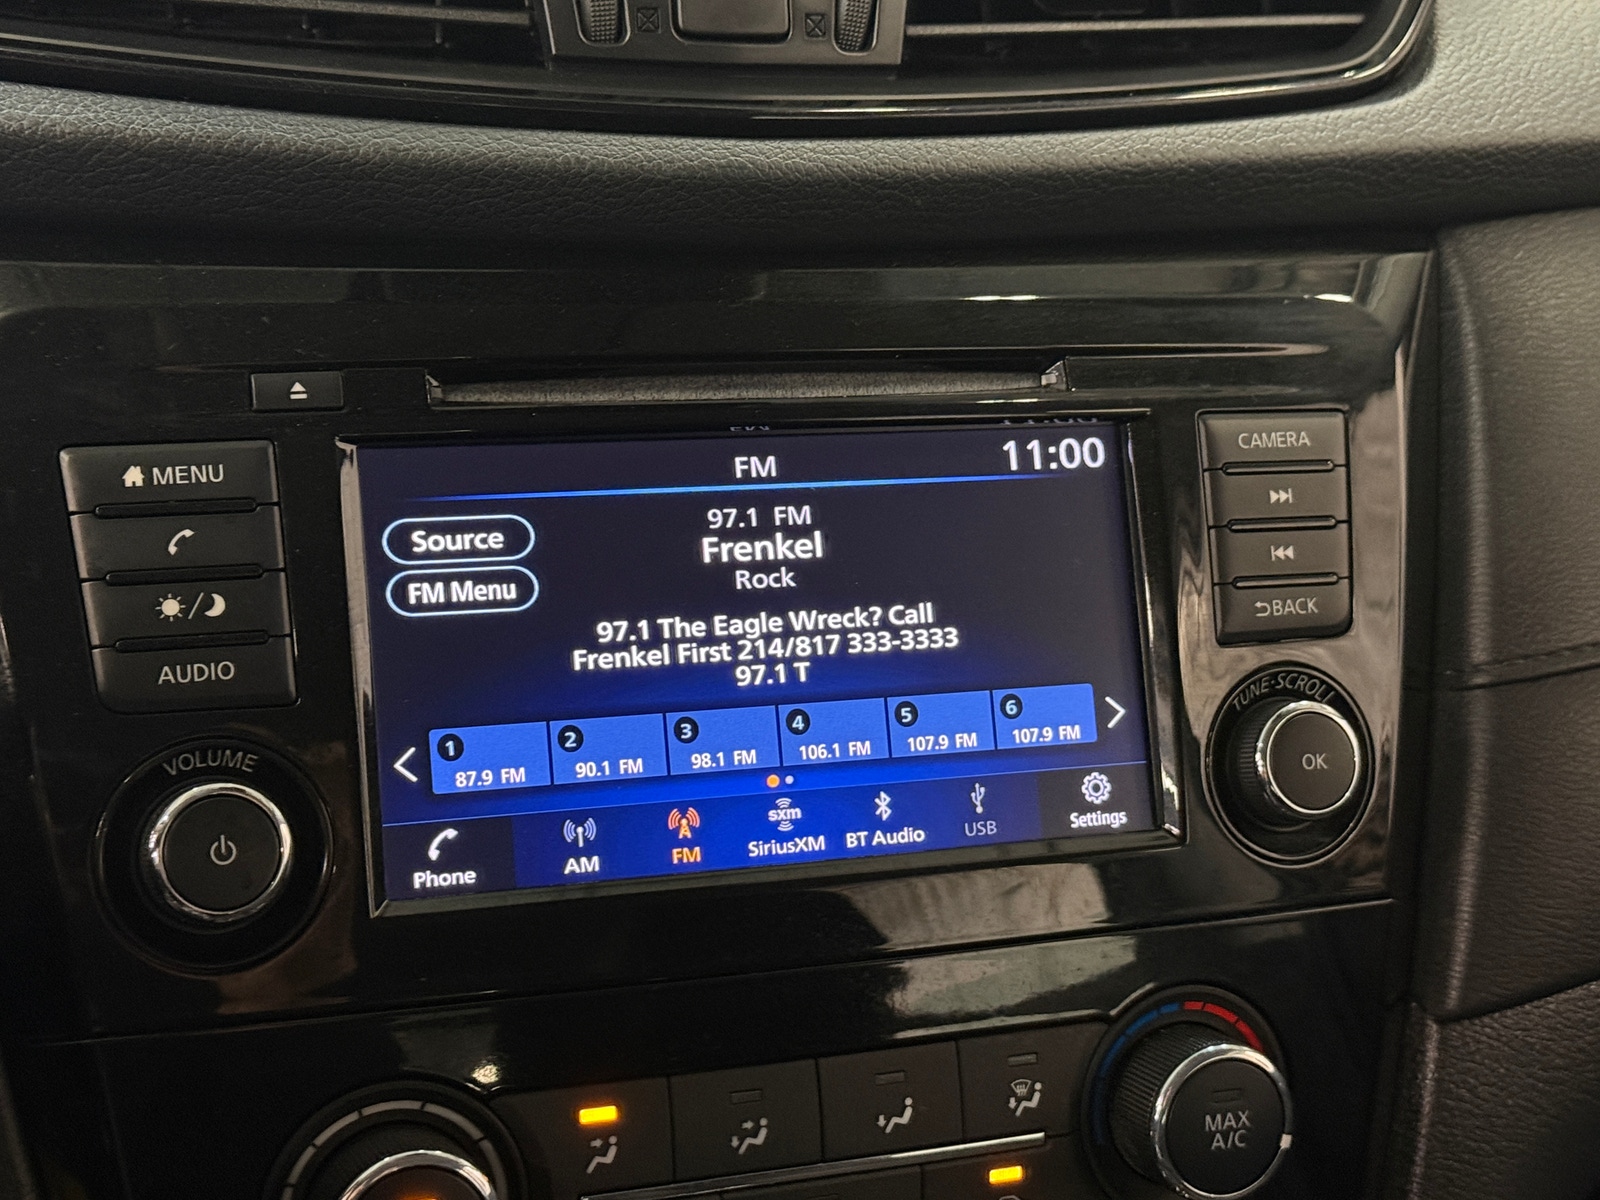 MENU
AUDIO
VOLUME
FM
11:00
Source
FM Menu
97.1 FM
Frenkel
Rock
97.1 The Eagle Wreck? Call
Frenkel First 214/817 333-3333
97.1 T
1
87.9 FM
2
90.1 FM
3
98.1 FM
4
106.1 FM
5
107.9 FM
6
107.9 FM
Phone
AM
FM
sxm
SiriusXM
BT Audio
USB
Settings
CAMERA
BACK
TUNE·SCROLL
OK
MAX
A/C